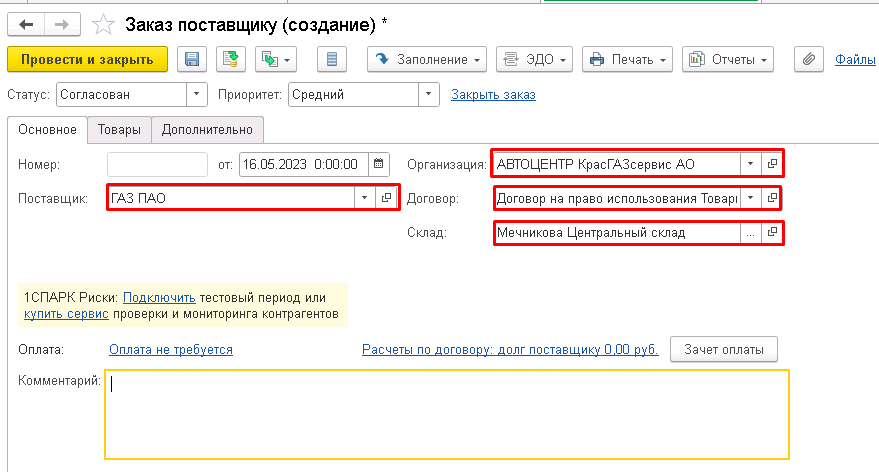 Заказ поставщику (создание) *
Провести и закрыть Заполнение ЭДО Печать Отчеты Файлы
Статус: Согласован Приоритет: Средний Закрыть заказ
Основное Товары Дополнительно
Номер: от: 16.05.2023 0:00:00 Организация: АВТОЦЕНТР КрасГАЗсервис АО
Поставщик: ГАЗ ПАО Договор: Договор на право использования Товар
Склад: Мечникова Центральный склад ...
1СПАРК Риски: Подключить тестовый период или
купить сервис проверки и мониторинга контрагентов
Оплата: Оплата не требуется Расчеты по договору: долг поставщику 0,00 руб. Зачет оплаты
Комментарий: